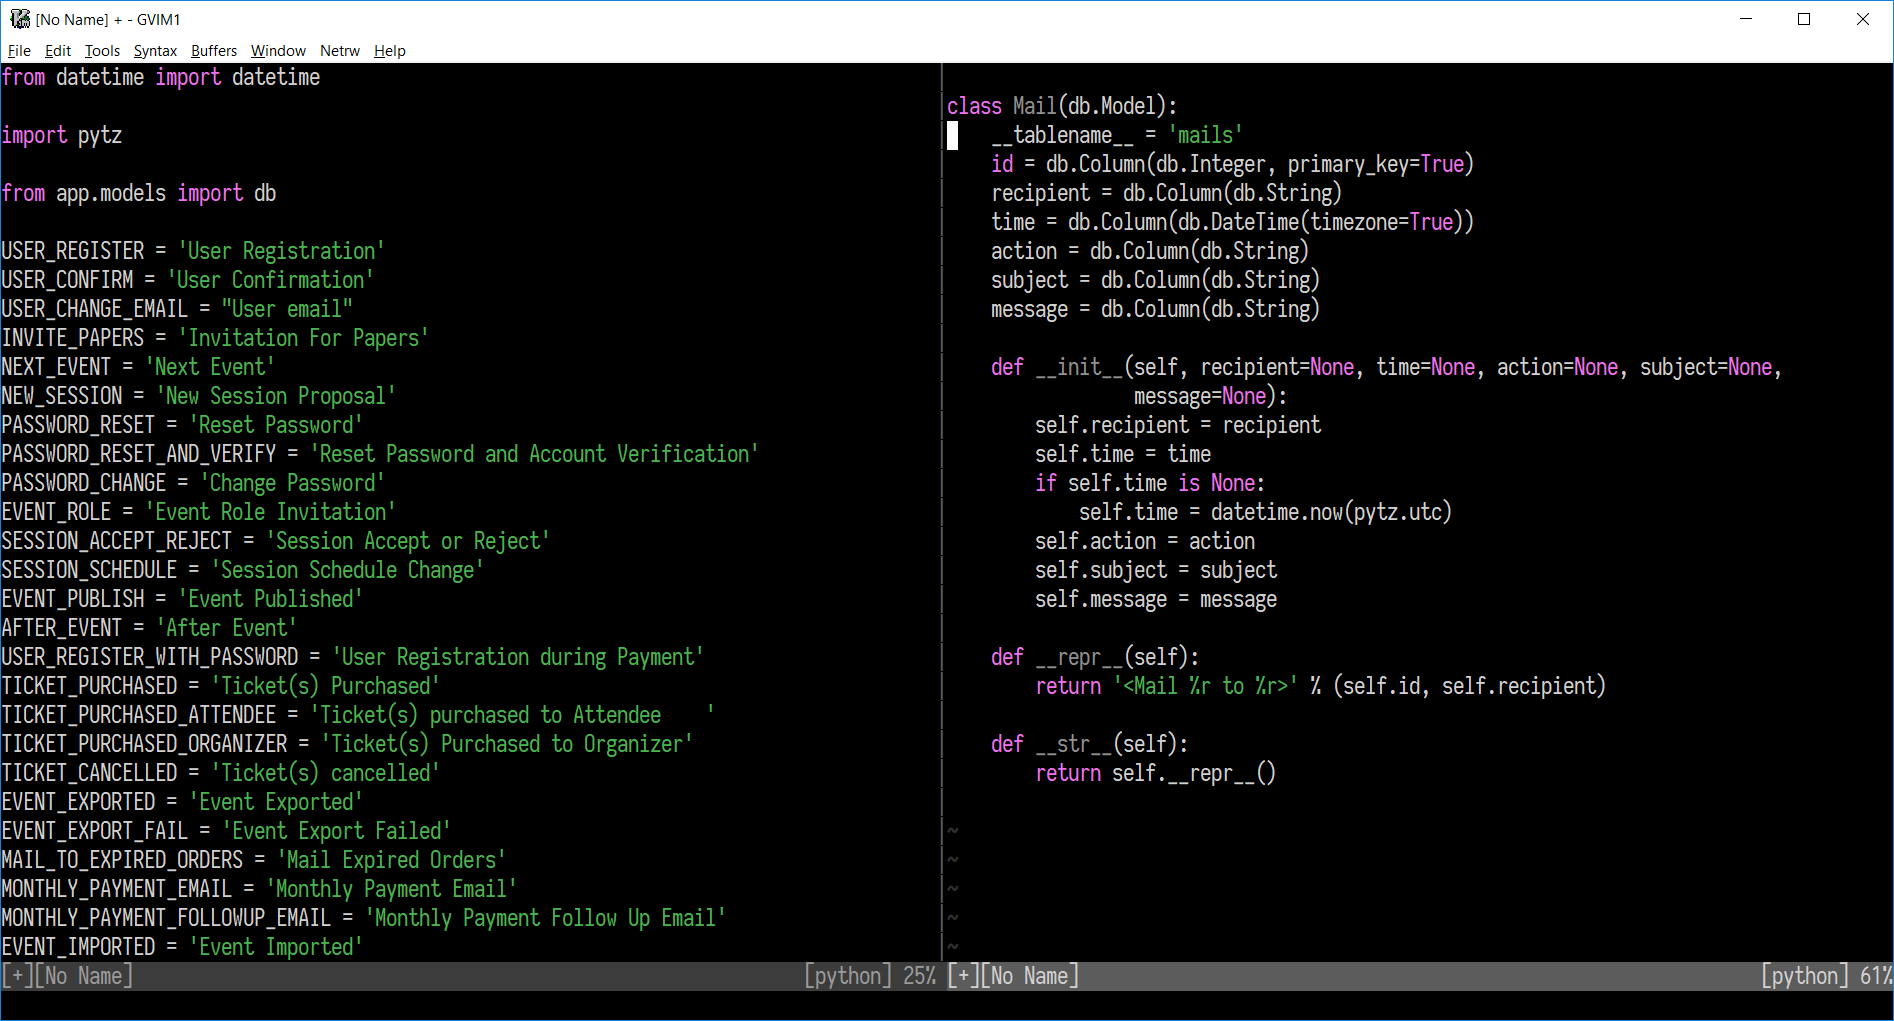 [No Name] + - GVIM1
File Edit Tools Syntax Buffers Window Netrw Help
from datetime import datetime

import pytz

from app.models import db

USER_REGISTER = 'User Registration'
USER_CONFIRM = 'User Confirmation'
USER_CHANGE_EMAIL = "User email"
INVITE_PAPERS = 'Invitation For Papers'
NEXT_EVENT = 'Next Event'
NEW_SESSION = 'New Session Proposal'
PASSWORD_RESET = 'Reset Password'
PASSWORD_RESET_AND_VERIFY = 'Reset Password and Account Verification'
PASSWORD_CHANGE = 'Change Password'
EVENT_ROLE = 'Event Role Invitation'
SESSION_ACCEPT_REJECT = 'Session Accept or Reject'
SESSION_SCHEDULE = 'Session Schedule Change'
EVENT_PUBLISH = 'Event Published'
AFTER_EVENT = 'After Event'
USER_REGISTER_WITH_PASSWORD = 'User Registration during Payment'
TICKET_PURCHASED = 'Ticket(s) Purchased'
TICKET_PURCHASED_ATTENDEE = 'Ticket(s) purchased to Attendee    '
TICKET_PURCHASED_ORGANIZER = 'Ticket(s) Purchased to Organizer'
TICKET_CANCELLED = 'Ticket(s) cancelled'
EVENT_EXPORTED = 'Event Exported'
EVENT_EXPORT_FAIL = 'Event Export Failed'
MAIL_TO_EXPIRED_ORDERS = 'Mail Expired Orders'
MONTHLY_PAYMENT_EMAIL = 'Monthly Payment Email'
MONTHLY_PAYMENT_FOLLOWUP_EMAIL = 'Monthly Payment Follow Up Email'
EVENT_IMPORTED = 'Event Imported'
[+][No Name] [python] 25%

class Mail(db.Model):
    __tablename__ = 'mails'
    id = db.Column(db.Integer, primary_key=True)
    recipient = db.Column(db.String)
    time = db.Column(db.DateTime(timezone=True))
    action = db.Column(db.String)
    subject = db.Column(db.String)
    message = db.Column(db.String)

    def __init__(self, recipient=None, time=None, action=None, subject=None,
                 message=None):
        self.recipient = recipient
        self.time = time
        if self.time is None:
            self.time = datetime.now(pytz.utc)
        self.action = action
        self.subject = subject
        self.message = message

    def __repr__(self):
        return '<Mail %r to %r>' % (self.id, self.recipient)

    def __str__(self):
        return self.__repr__()

~
~
~
~
~
[+][No Name] [python] 61%